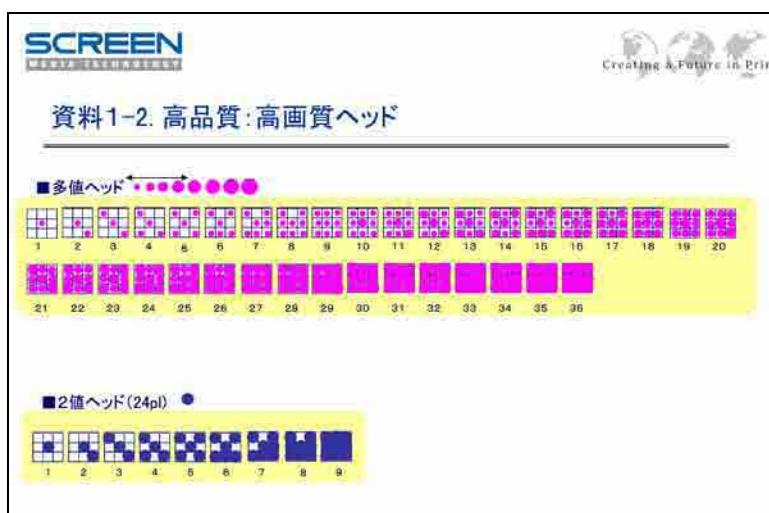 SCREEN
MEDIA TECHNOLOGY
Creating a Future in Prin
資料1-2. 高品質:高画質ヘッド
■多値ヘッド
1 2 3 4 5 6 7 8 9 10 11 12 13 14 15 16 17 18 19 20
21 22 23 24 25 26 27 28 29 30 31 32 33 34 35 36
■2値ヘッド(24pl)
1 2 3 4 5 6 7 8 9